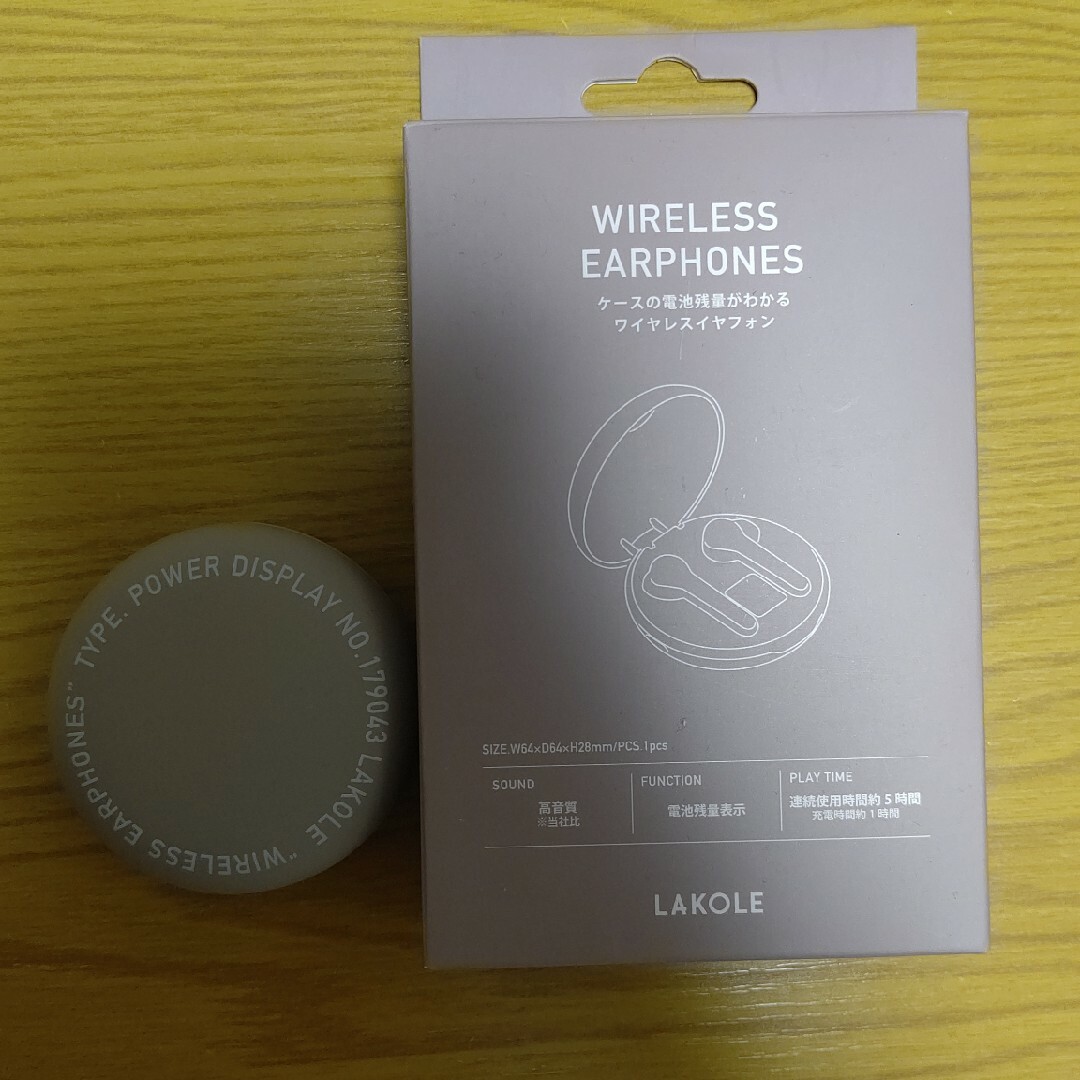 WIRELESS
EARPHONES
ケースの電池残量がわかる
ワイヤレスイヤフォン
SIZE.W64×D64×H28mm/PCS.1pcs
SOUND
高音質
※当社比
FUNCTION
電池残量表示
PLAY TIME
連続使用時間約5時間
充電時間約1時間
LAKOLE
"WIRELESS EARPHONES" TYPE. POWER DISPLAY NO.179043 LAKOLE